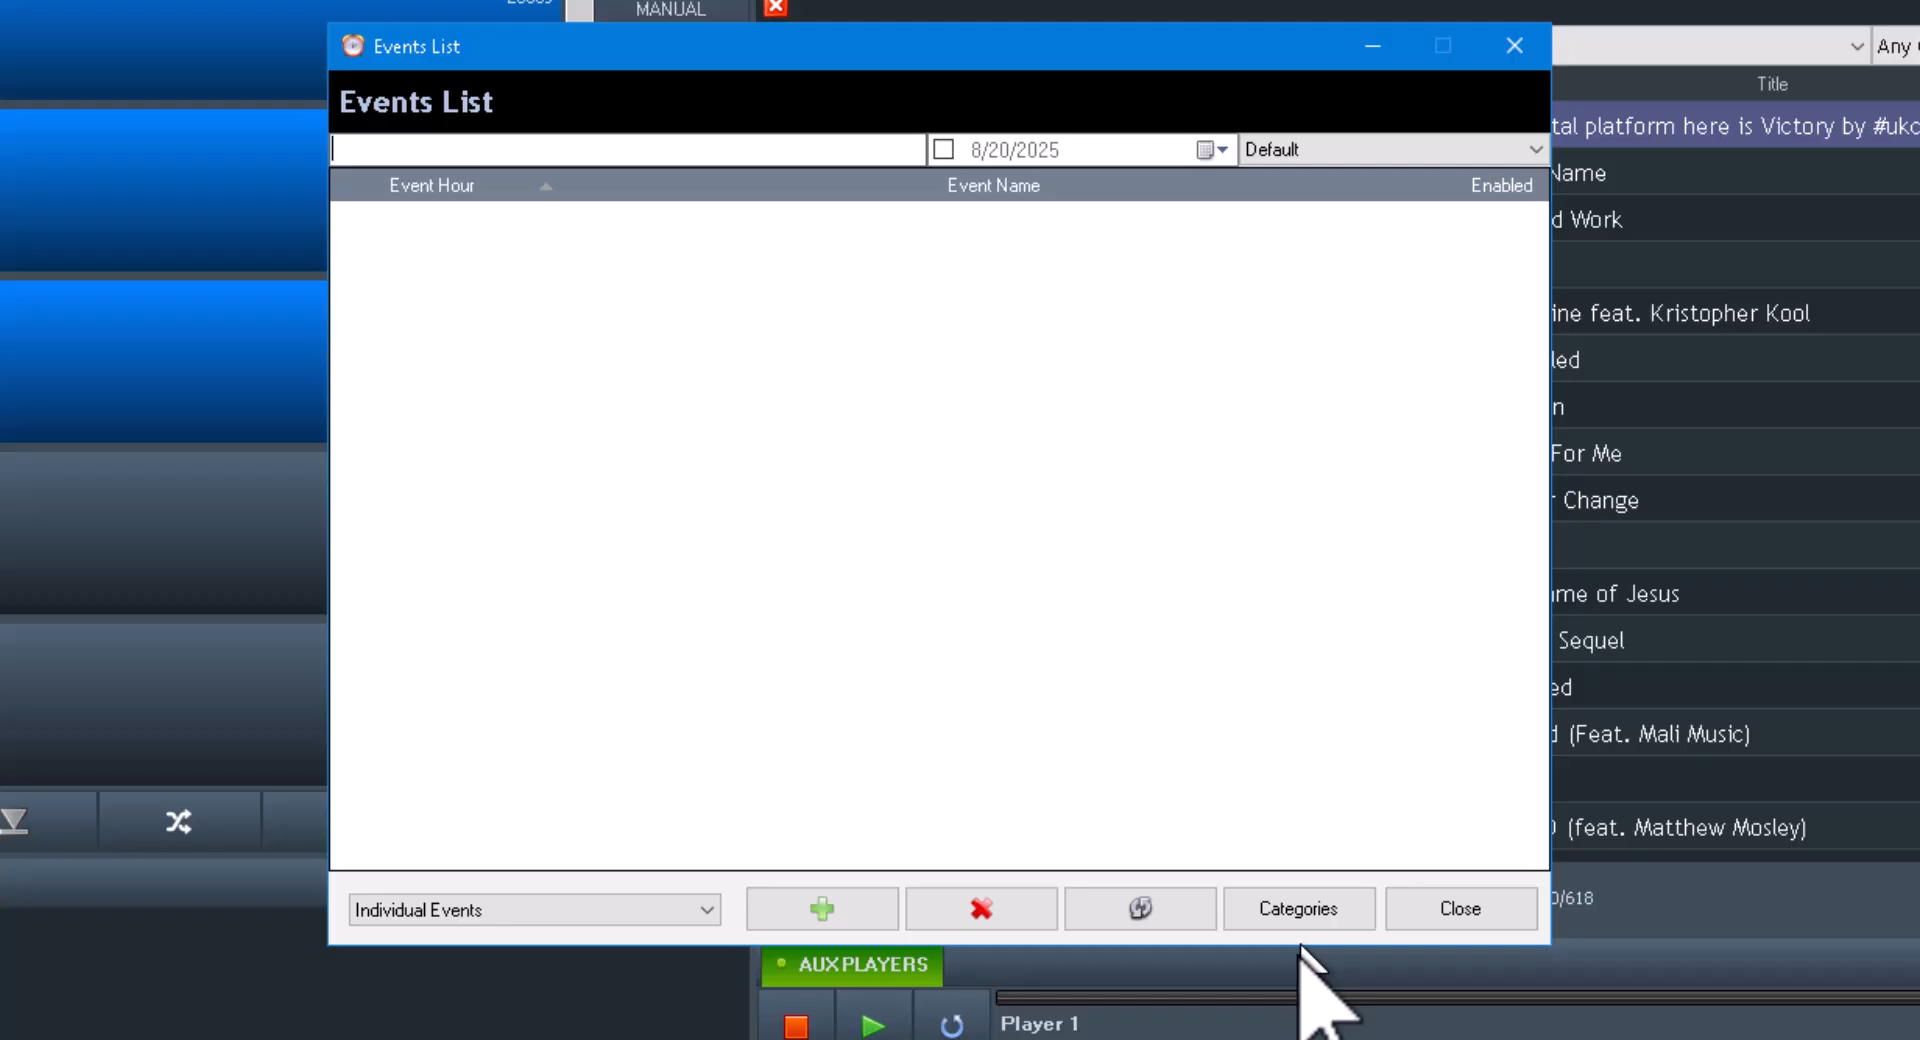 MANUAL
Events List
Any
Events List
Title
8/20/2025
Default
tal platform here is Victory by #ukc
Event Hour
Event Name
Enabled
Name
d Work
ine feat. Kristopher Kool
led
n
For Me
Change
me of Jesus
Sequel
ed
d (Feat. Mali Music)
(feat. Matthew Mosley)
Individual Events
Categories
Close
0/618
AUX PLAYERS
Player 1